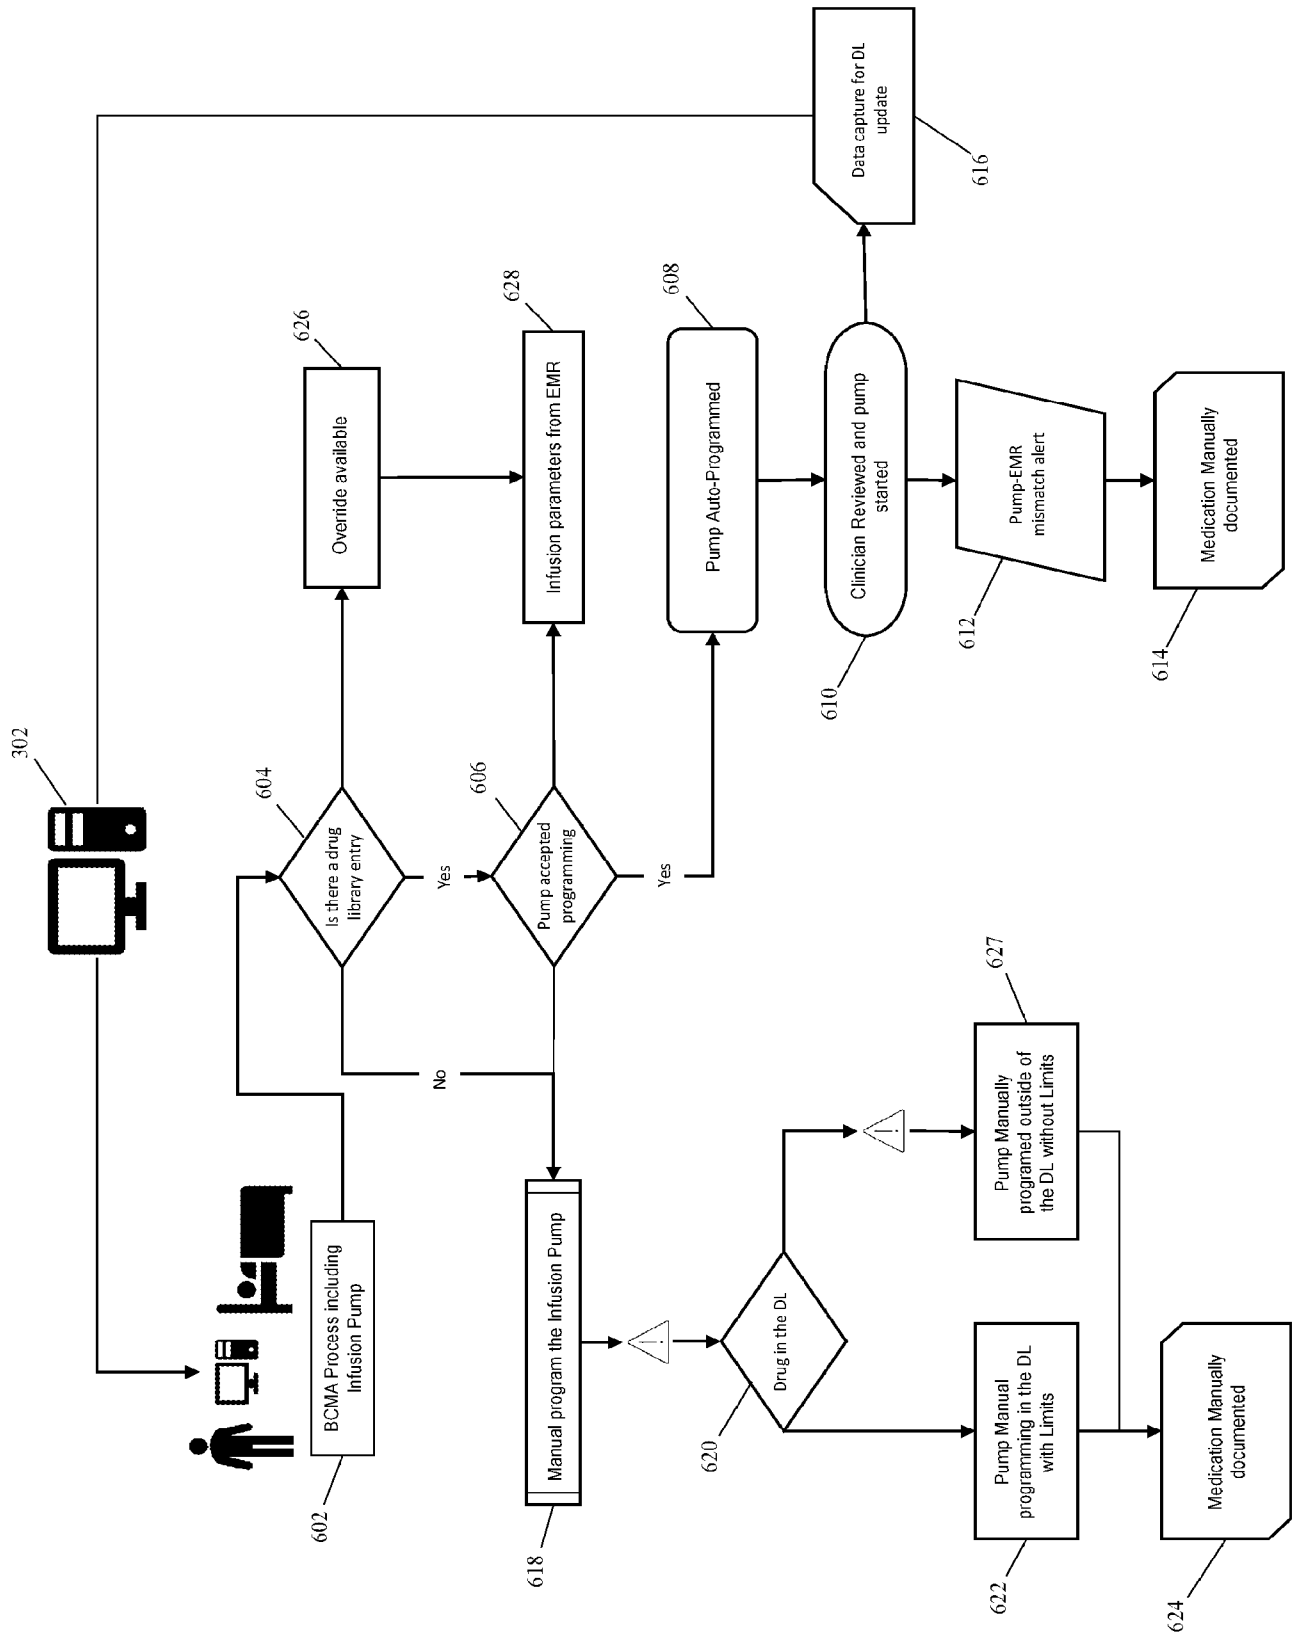 302
602
BCMA Process including
Infusion Pump
604
Is there a drug
library entry
626
Override available
Yes
No
606
Pump accepted
programming
628
Infusion parameters from EMR
Yes
608
Pump Auto-Programmed
610
Clinician Reviewed and pump
started
616
Data capture for DL
update
612
Pump-EMR
mismatch alert
614
Medication Manually
documented
618
Manual program the Infusion Pump
!
620
Drug in the DL
!
622
Pump Manual
programming in the DL
with Limits
627
Pump Manually
programed outside of
the DL without Limits
624
Medication Manually
documented